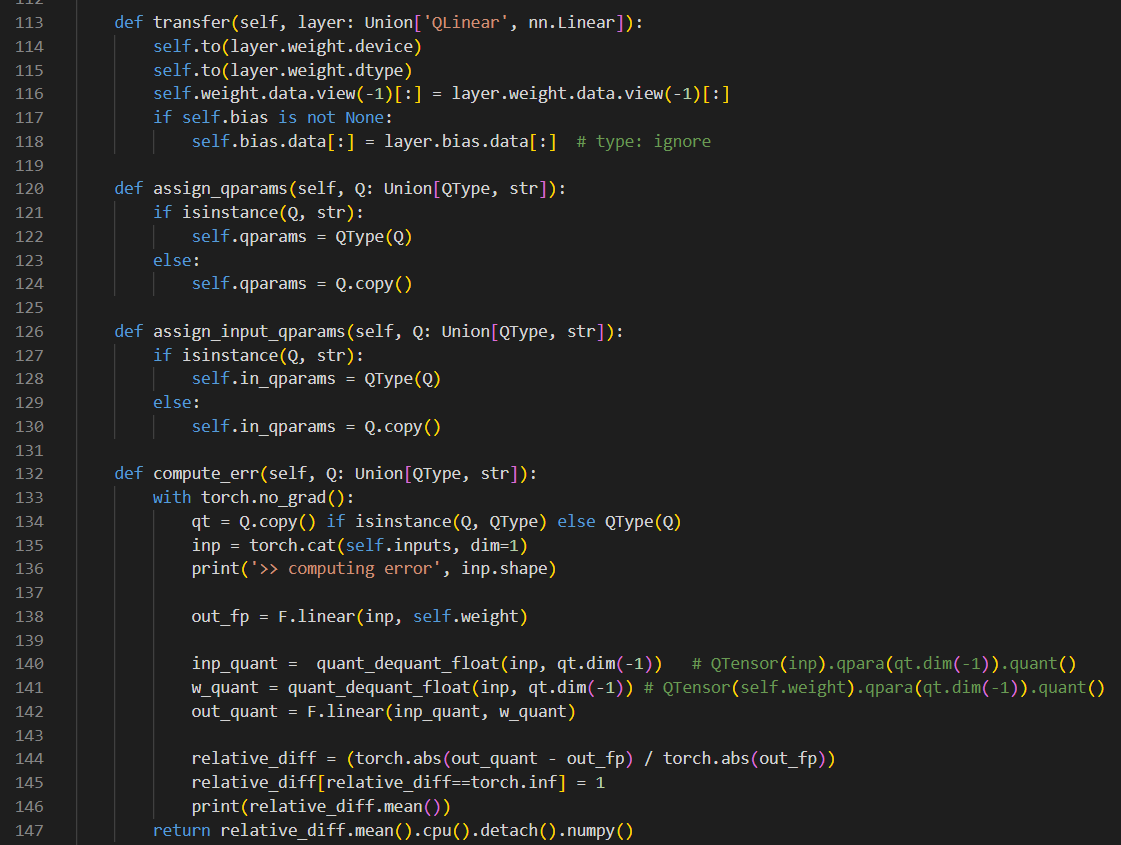 112
113 def transfer(self, layer: Union['QLinear', nn.Linear]):
114 self.to(layer.weight.device)
115 self.to(layer.weight.dtype)
116 self.weight.data.view(-1)[:] = layer.weight.data.view(-1)[:]
117 if self.bias is not None:
118 self.bias.data[:] = layer.bias.data[:]  # type: ignore
119
120 def assign_qparams(self, Q: Union[QType, str]):
121 if isinstance(Q, str):
122 self.qparams = QType(Q)
123 else:
124 self.qparams = Q.copy()
125
126 def assign_input_qparams(self, Q: Union[QType, str]):
127 if isinstance(Q, str):
128 self.in_qparams = QType(Q)
129 else:
130 self.in_qparams = Q.copy()
131
132 def compute_err(self, Q: Union[QType, str]):
133 with torch.no_grad():
134 qt = Q.copy() if isinstance(Q, QType) else QType(Q)
135 inp = torch.cat(self.inputs, dim=1)
136 print('>> computing error', inp.shape)
137
138 out_fp = F.linear(inp, self.weight)
139
140 inp_quant =  quant_dequant_float(inp, qt.dim(-1))   # QTensor(inp).qpara(qt.dim(-1)).quant()
141 w_quant = quant_dequant_float(inp, qt.dim(-1)) # QTensor(self.weight).qpara(qt.dim(-1)).quant()
142 out_quant = F.linear(inp_quant, w_quant)
143
144 relative_diff = (torch.abs(out_quant - out_fp) / torch.abs(out_fp))
145 relative_diff[relative_diff==torch.inf] = 1
146 print(relative_diff.mean())
147 return relative_diff.mean().cpu().detach().numpy()